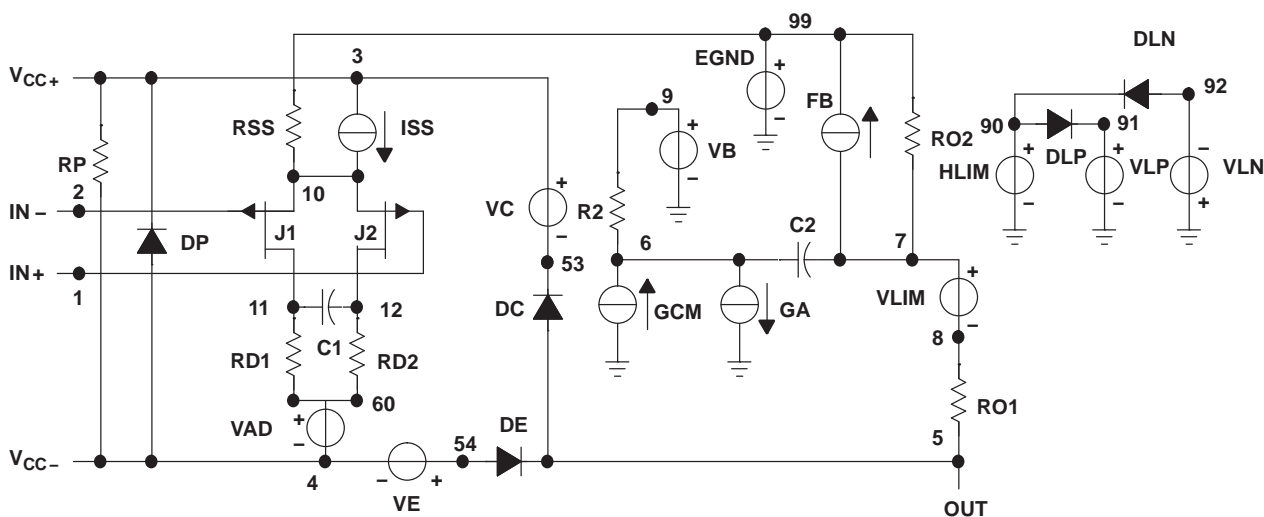 99
DLN
3
EGND
+
VCC+
FB
92
9
+
90
91
RSS
ISS
−
RO2
+
VB
DLP
+
−
RP
HLIM
VLP
VLN
2
10
+
−
−
−
+
IN −
VC
R2
J1
J2
−
C2
DP
6
7
IN+
53
+
1
11
12
DC
GCM
GA
VLIM
−
C1
8
RD1
RD2
60
RO1
+
VAD
DE
−
54
5
VCC−
4
−
+
VE
OUT